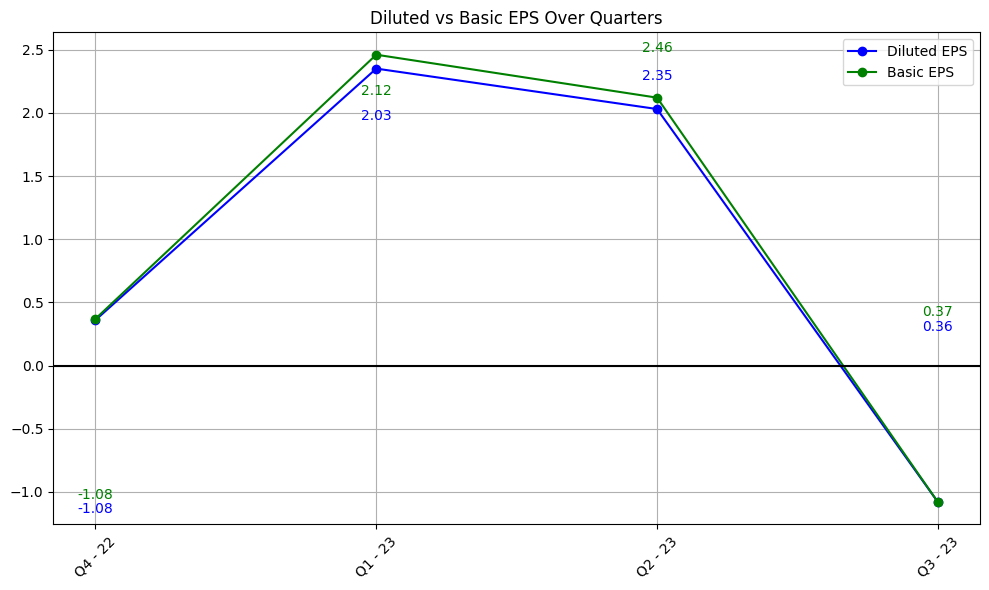 Diluted vs Basic EPS Over Quarters
Diluted EPS
Basic EPS
2.5
2.0
1.5
1.0
0.5
0.0
−0.5
−1.0
-1.08
-1.08
2.12
2.03
2.46
2.35
0.37
0.36
Q4 - 22
Q1 - 23
Q2 - 23
Q3 - 23